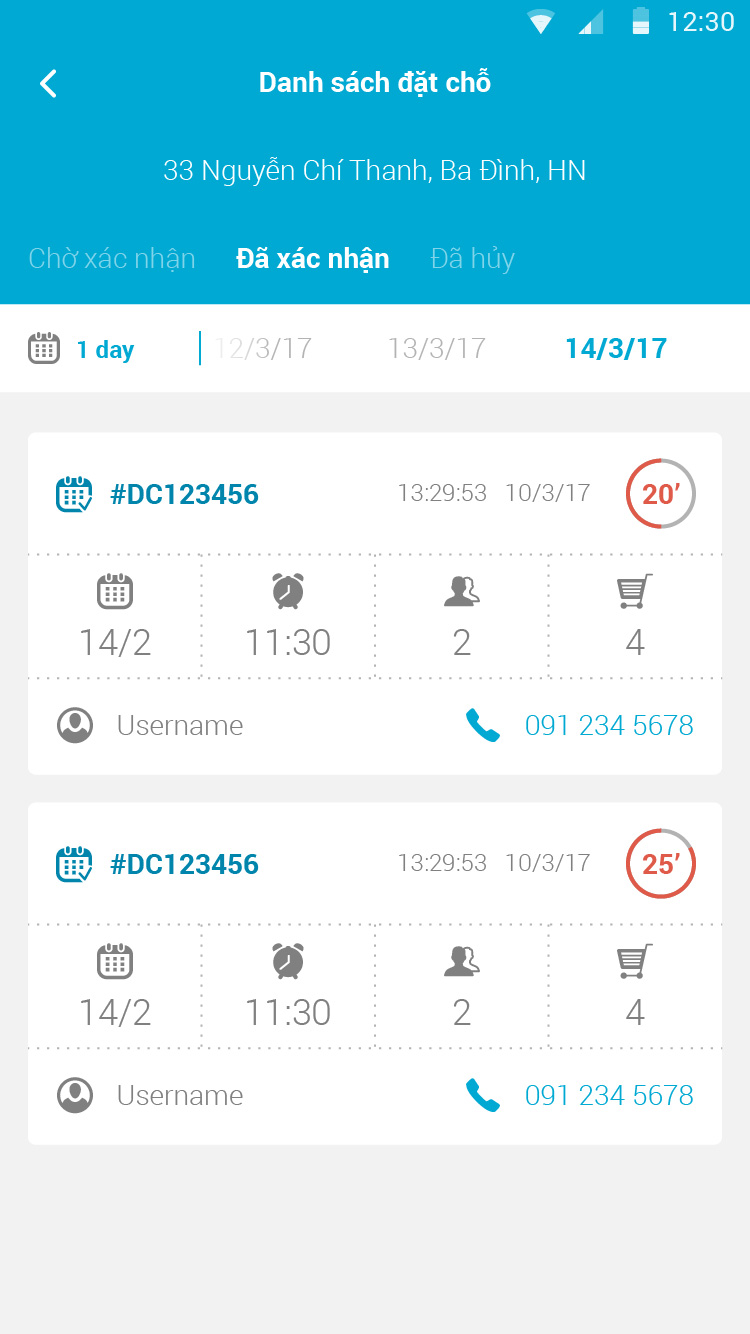 12:30
Danh sách đặt chỗ
33 Nguyễn Chí Thanh, Ba Đình, HN
Chờ xác nhận Đã xác nhận Đã hủy
1 day 12/3/17 13/3/17 14/3/17
#DC123456 13:29:53 10/3/17 20’
14/2 11:30 2 4
Username 091 234 5678
#DC123456 13:29:53 10/3/17 25’
14/2 11:30 2 4
Username 091 234 5678